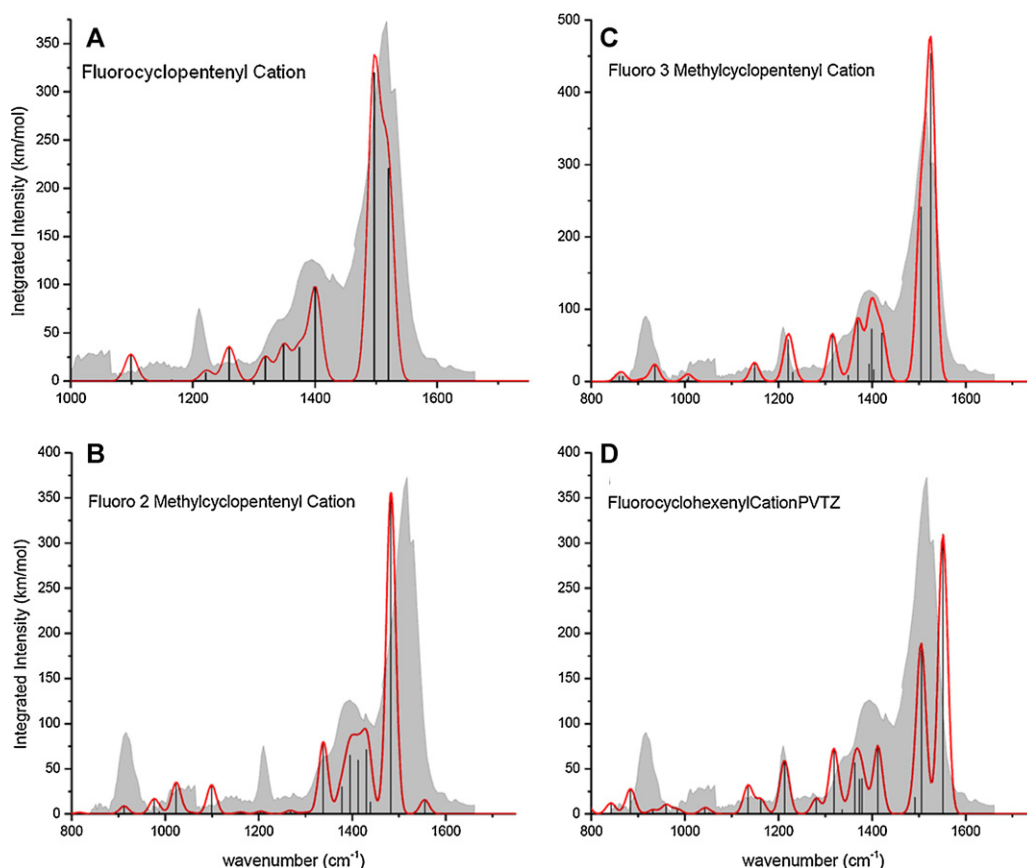 A
Fluorocyclopentenyl Cation
Inetgrated Intensity (km/mol)
350
300
250
200
150
100
50
0
1000 1200 1400 1600
C
Fluoro 3 Methylcyclopentenyl Cation
500
400
300
200
100
0
800 1000 1200 1400 1600
B
Fluoro 2 Methylcyclopentenyl Cation
Integrated Intensity (km/mol)
400
350
300
250
200
150
100
50
0
800 1000 1200 1400 1600
wavenumber (cm-1)
D
FluorocyclohexenylCationPVTZ
400
350
300
250
200
150
100
50
0
800 1000 1200 1400 1600
wavenumber (cm-1)